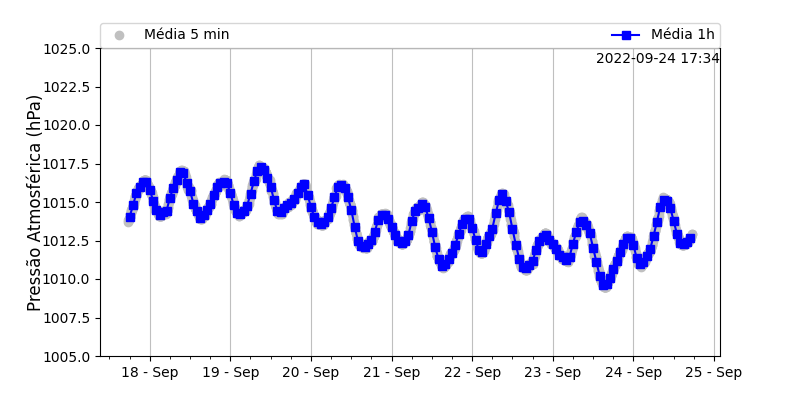 Média 5 min
Média 1h
2022-09-24 17:34
Pressão Atmosférica (hPa)
1025.0
1022.5
1020.0
1017.5
1015.0
1012.5
1010.0
1007.5
1005.0
18 - Sep
19 - Sep
20 - Sep
21 - Sep
22 - Sep
23 - Sep
24 - Sep
25 - Sep